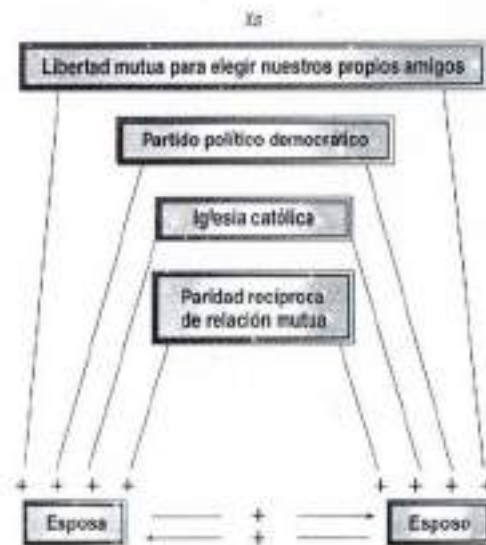 Xs
Libertad mutua para elegir nuestros propios amigos
Partido político democrático
Iglesia católica
Paridad recíproca
de relación mutua
+ + + +
+ + + +
Esposa
+
+
Esposo